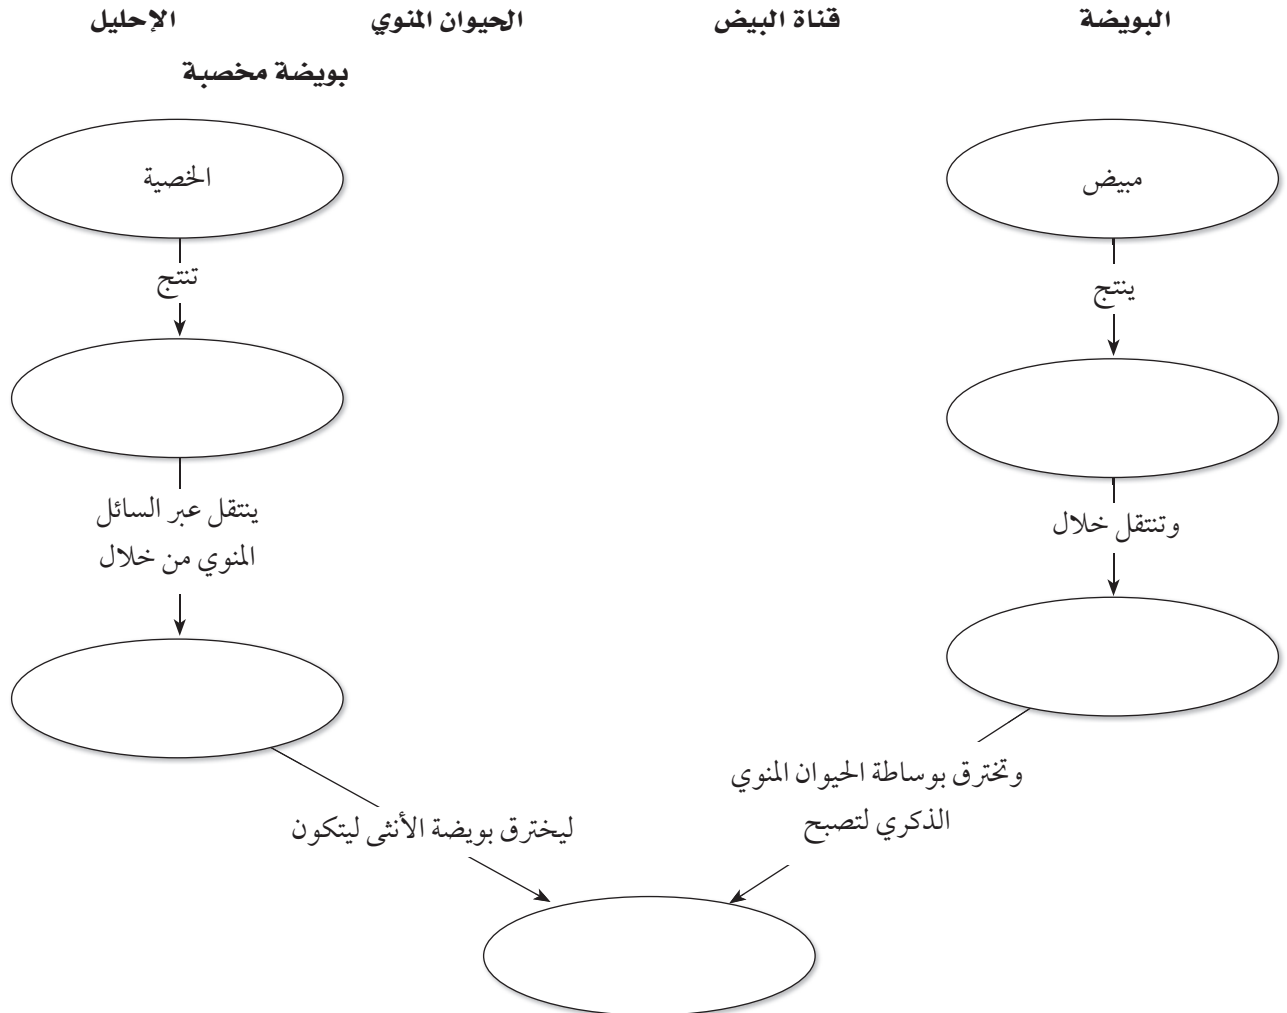 البويضة قناة البيض الحيوان المنوي الإحليل
بويضة مخصبة
مبيض
ينتج
وتنتقل خلال
وتخترق بوساطة الحيوان المنوي
الذكري لتصبح
الخصية
تنتج
ينتقل عبر السائل
المنوي من خلال
ليخترق بويضة الأنثى ليتكون